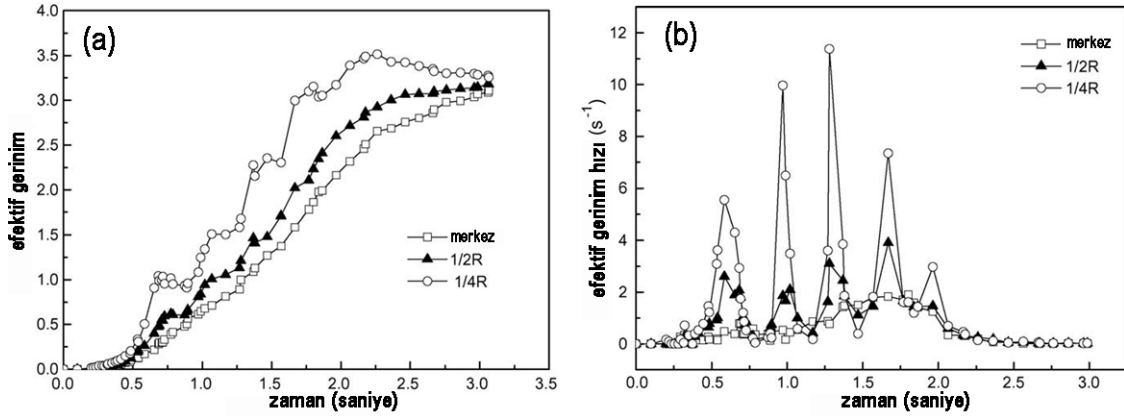 (a)
efektif gerinim
4.0
3.5
3.0
2.5
2.0
1.5
1.0
0.5
0.0
merkez
1/2R
1/4R
0.0 0.5 1.0 1.5 2.0 2.5 3.0 3.5
zaman (saniye)
(b)
efektif gerinim hızı (s⁻¹)
12
10
8
6
4
2
0
merkez
1/2R
1/4R
0.0 0.5 1.0 1.5 2.0 2.5 3.0
zaman (saniye)